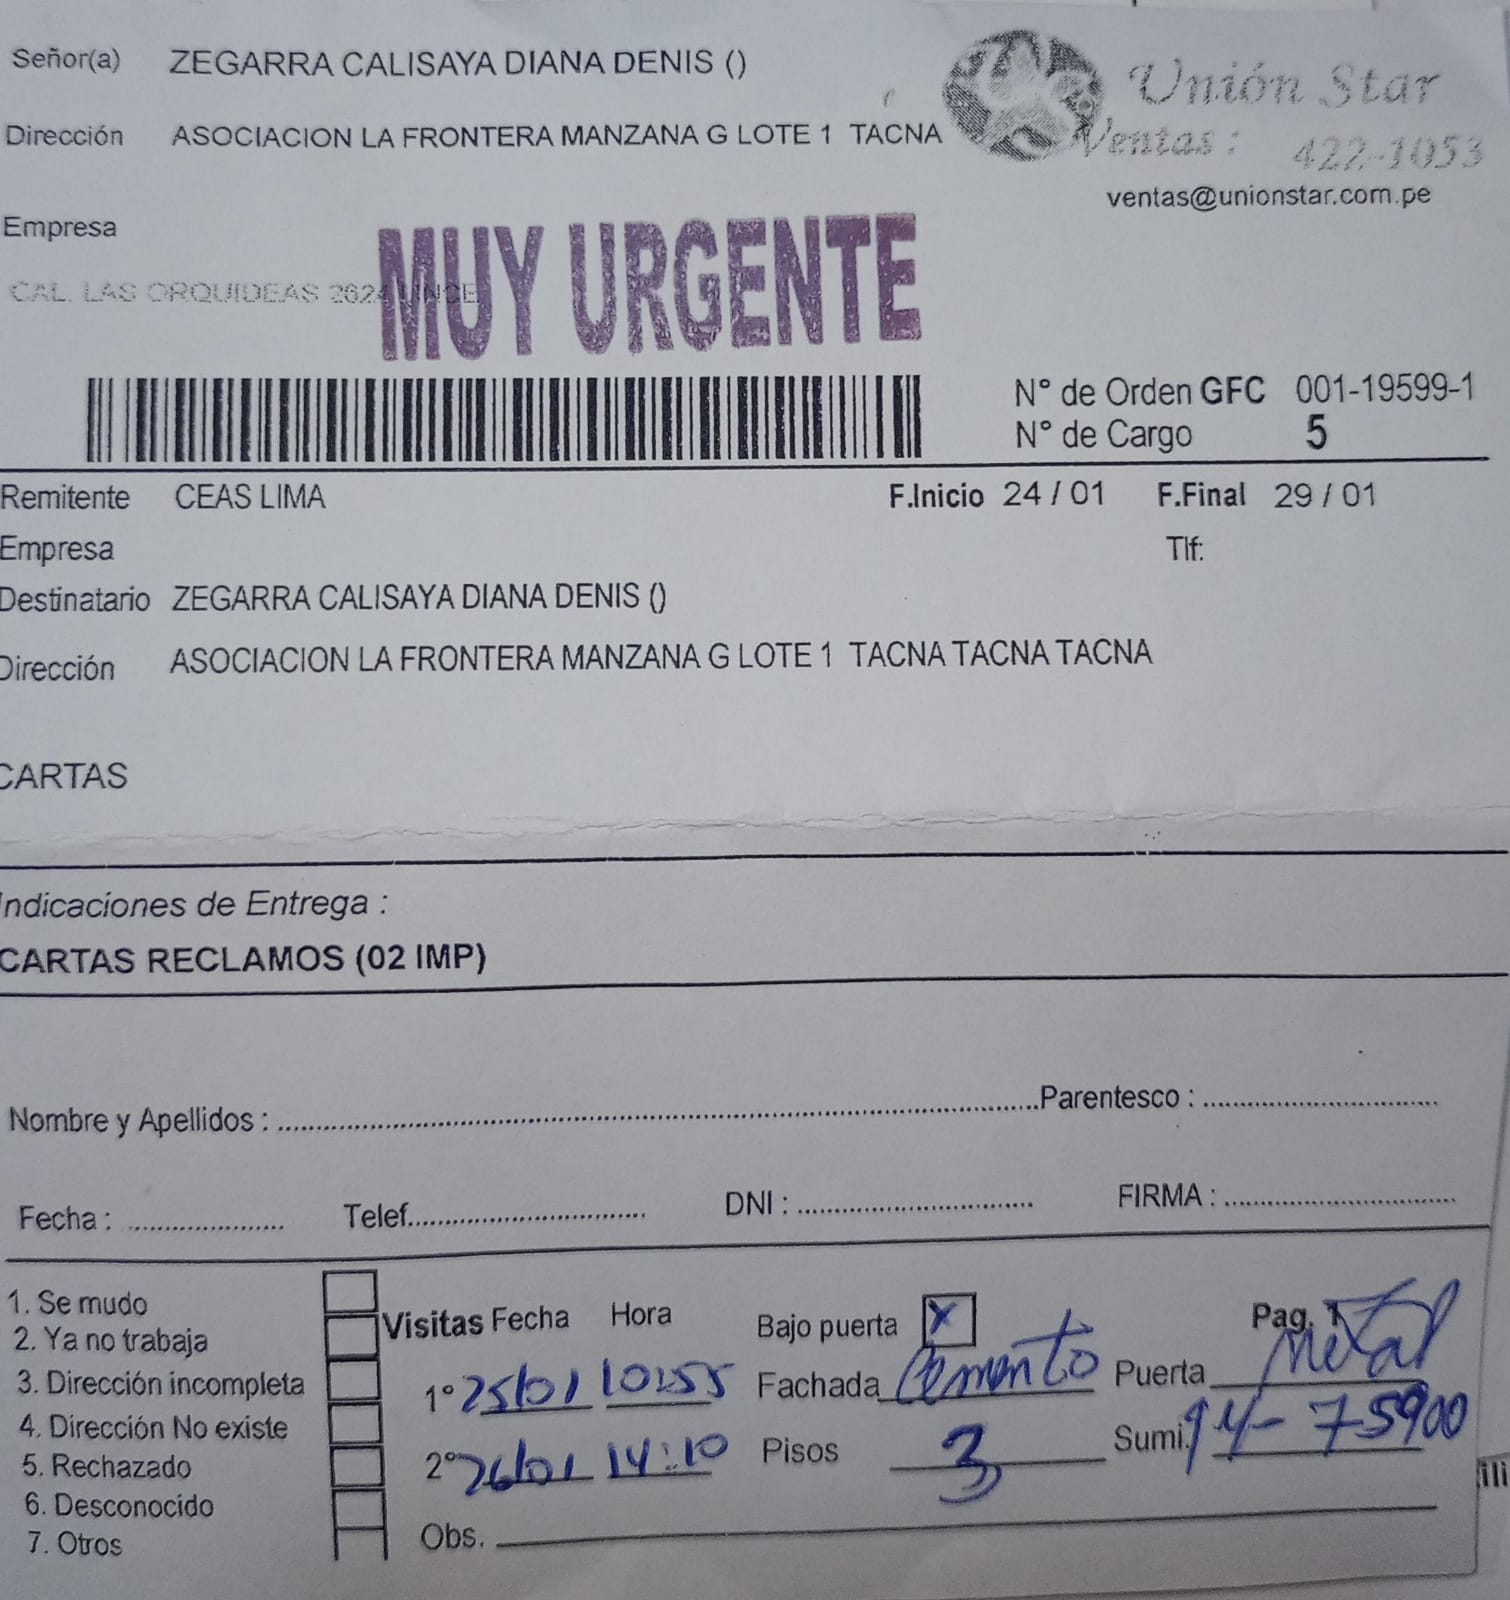 Señor(a) ZEGARRA CALISAYA DIANA DENIS ()
Unión Star
Dirección ASOCIACION LA FRONTERA MANZANA G LOTE 1 TACNA
Ventas : 422-1053
ventas@unionstar.com.pe
Empresa
MUY URGENTE
CAL. LAS ORQUIDEAS 2624 LINCE
N° de Orden GFC 001-19599-1
N° de Cargo 5
Remitente CEAS LIMA F.Inicio 24 / 01 F.Final 29 / 01
Empresa Tlf:
Destinatario ZEGARRA CALISAYA DIANA DENIS ()
Dirección ASOCIACION LA FRONTERA MANZANA G LOTE 1 TACNA TACNA TACNA
CARTAS
Indicaciones de Entrega :
CARTAS RECLAMOS (02 IMP)
Nombre y Apellidos : Parentesco :
Fecha : Telef. DNI : FIRMA :
1. Se mudo
2. Ya no trabaja
3. Dirección incompleta
4. Dirección No existe
5. Rechazado
6. Desconocido
7. Otros
Visitas Fecha Hora Bajo puerta X Pag. 1
1° 25/01 10:55 Fachada Cemento Puerta Metal
2° 26/01 14:10 Pisos 3 Sumi. 94-75900
Obs.